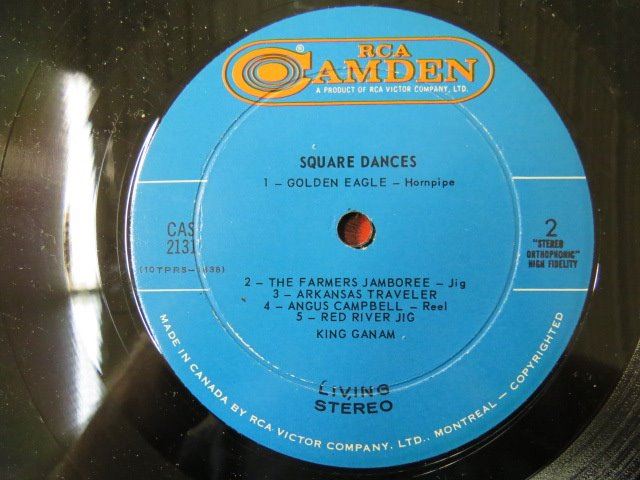 RCA
CAMDEN ®
A PRODUCT OF RCA VICTOR COMPANY, LTD.
SQUARE DANCES
1 – GOLDEN EAGLE – Hornpipe
CAS
2131
2
"STEREO
ORTHOPHONIC"
HIGH FIDELITY
2 – THE FARMERS JAMBOREE – Jig
3 – ARKANSAS TRAVELER
4 – ANGUS CAMPBELL – Reel
5 – RED RIVER JIG
KING GANAM
LIVING
STEREO
MADE IN CANADA BY RCA VICTOR COMPANY, LTD., MONTREAL – COPYRIGHTED